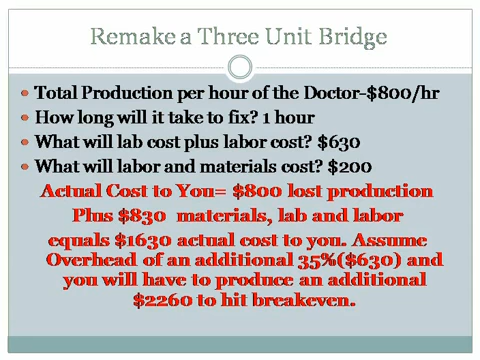 Remake a Three Unit Bridge
Total Production per hour of the Doctor-$800/hr
How long will it take to fix? 1 hour
What will lab cost plus labor cost? $630
What will labor and materials cost? $200
Actual Cost to You= $800 lost production
Plus $830 materials, lab and labor
equals $1630 actual cost to you. Assume
Overhead of an additional 35%($630) and
you will have to produce an additional
$2260 to hit breakeven.